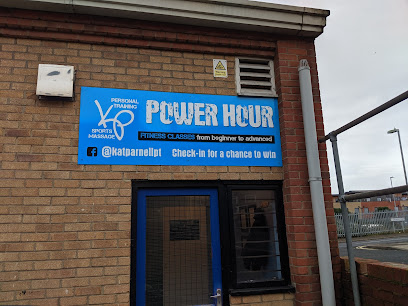 PERSONAL
TRAINING
KP
SPORTS
MASSAGE
POWER HOUR
FITNESS CLASSES from beginner to advanced
@katparnellpt Check-in for a chance to win